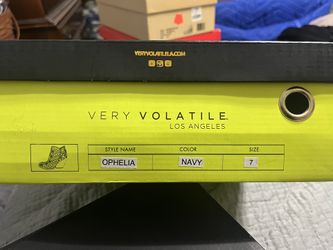 VERYVOLATILELA.COM
VERY VOLATILE
LOS ANGELES
STYLE NAME COLOR SIZE
OPHELIA NAVY 7